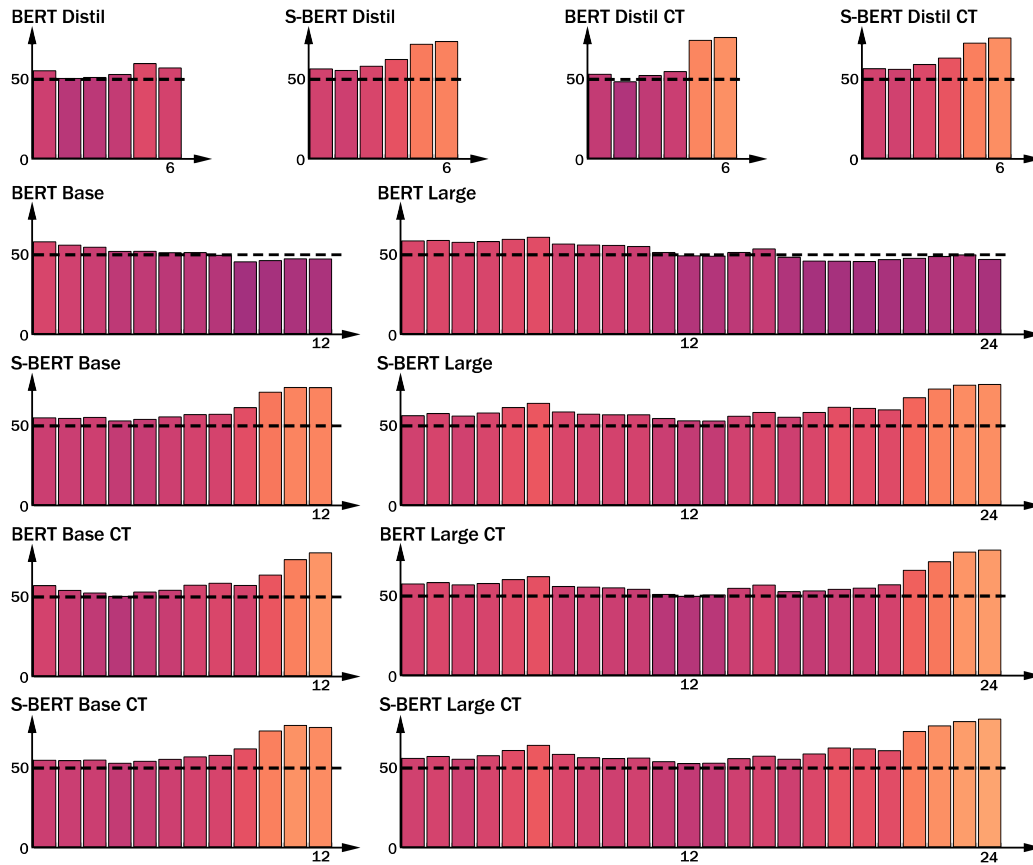 BERT Distil S-BERT Distil BERT Distil CT S-BERT Distil CT
50 50 50 50
0 0 0 0
6 6 6 6
BERT Base BERT Large
50 50
0 0
12 12 24
S-BERT Base S-BERT Large
50 50
0 0
12 12 24
BERT Base CT BERT Large CT
50 50
0 0
12 12 24
S-BERT Base CT S-BERT Large CT
50 50
0 0
12 12 24